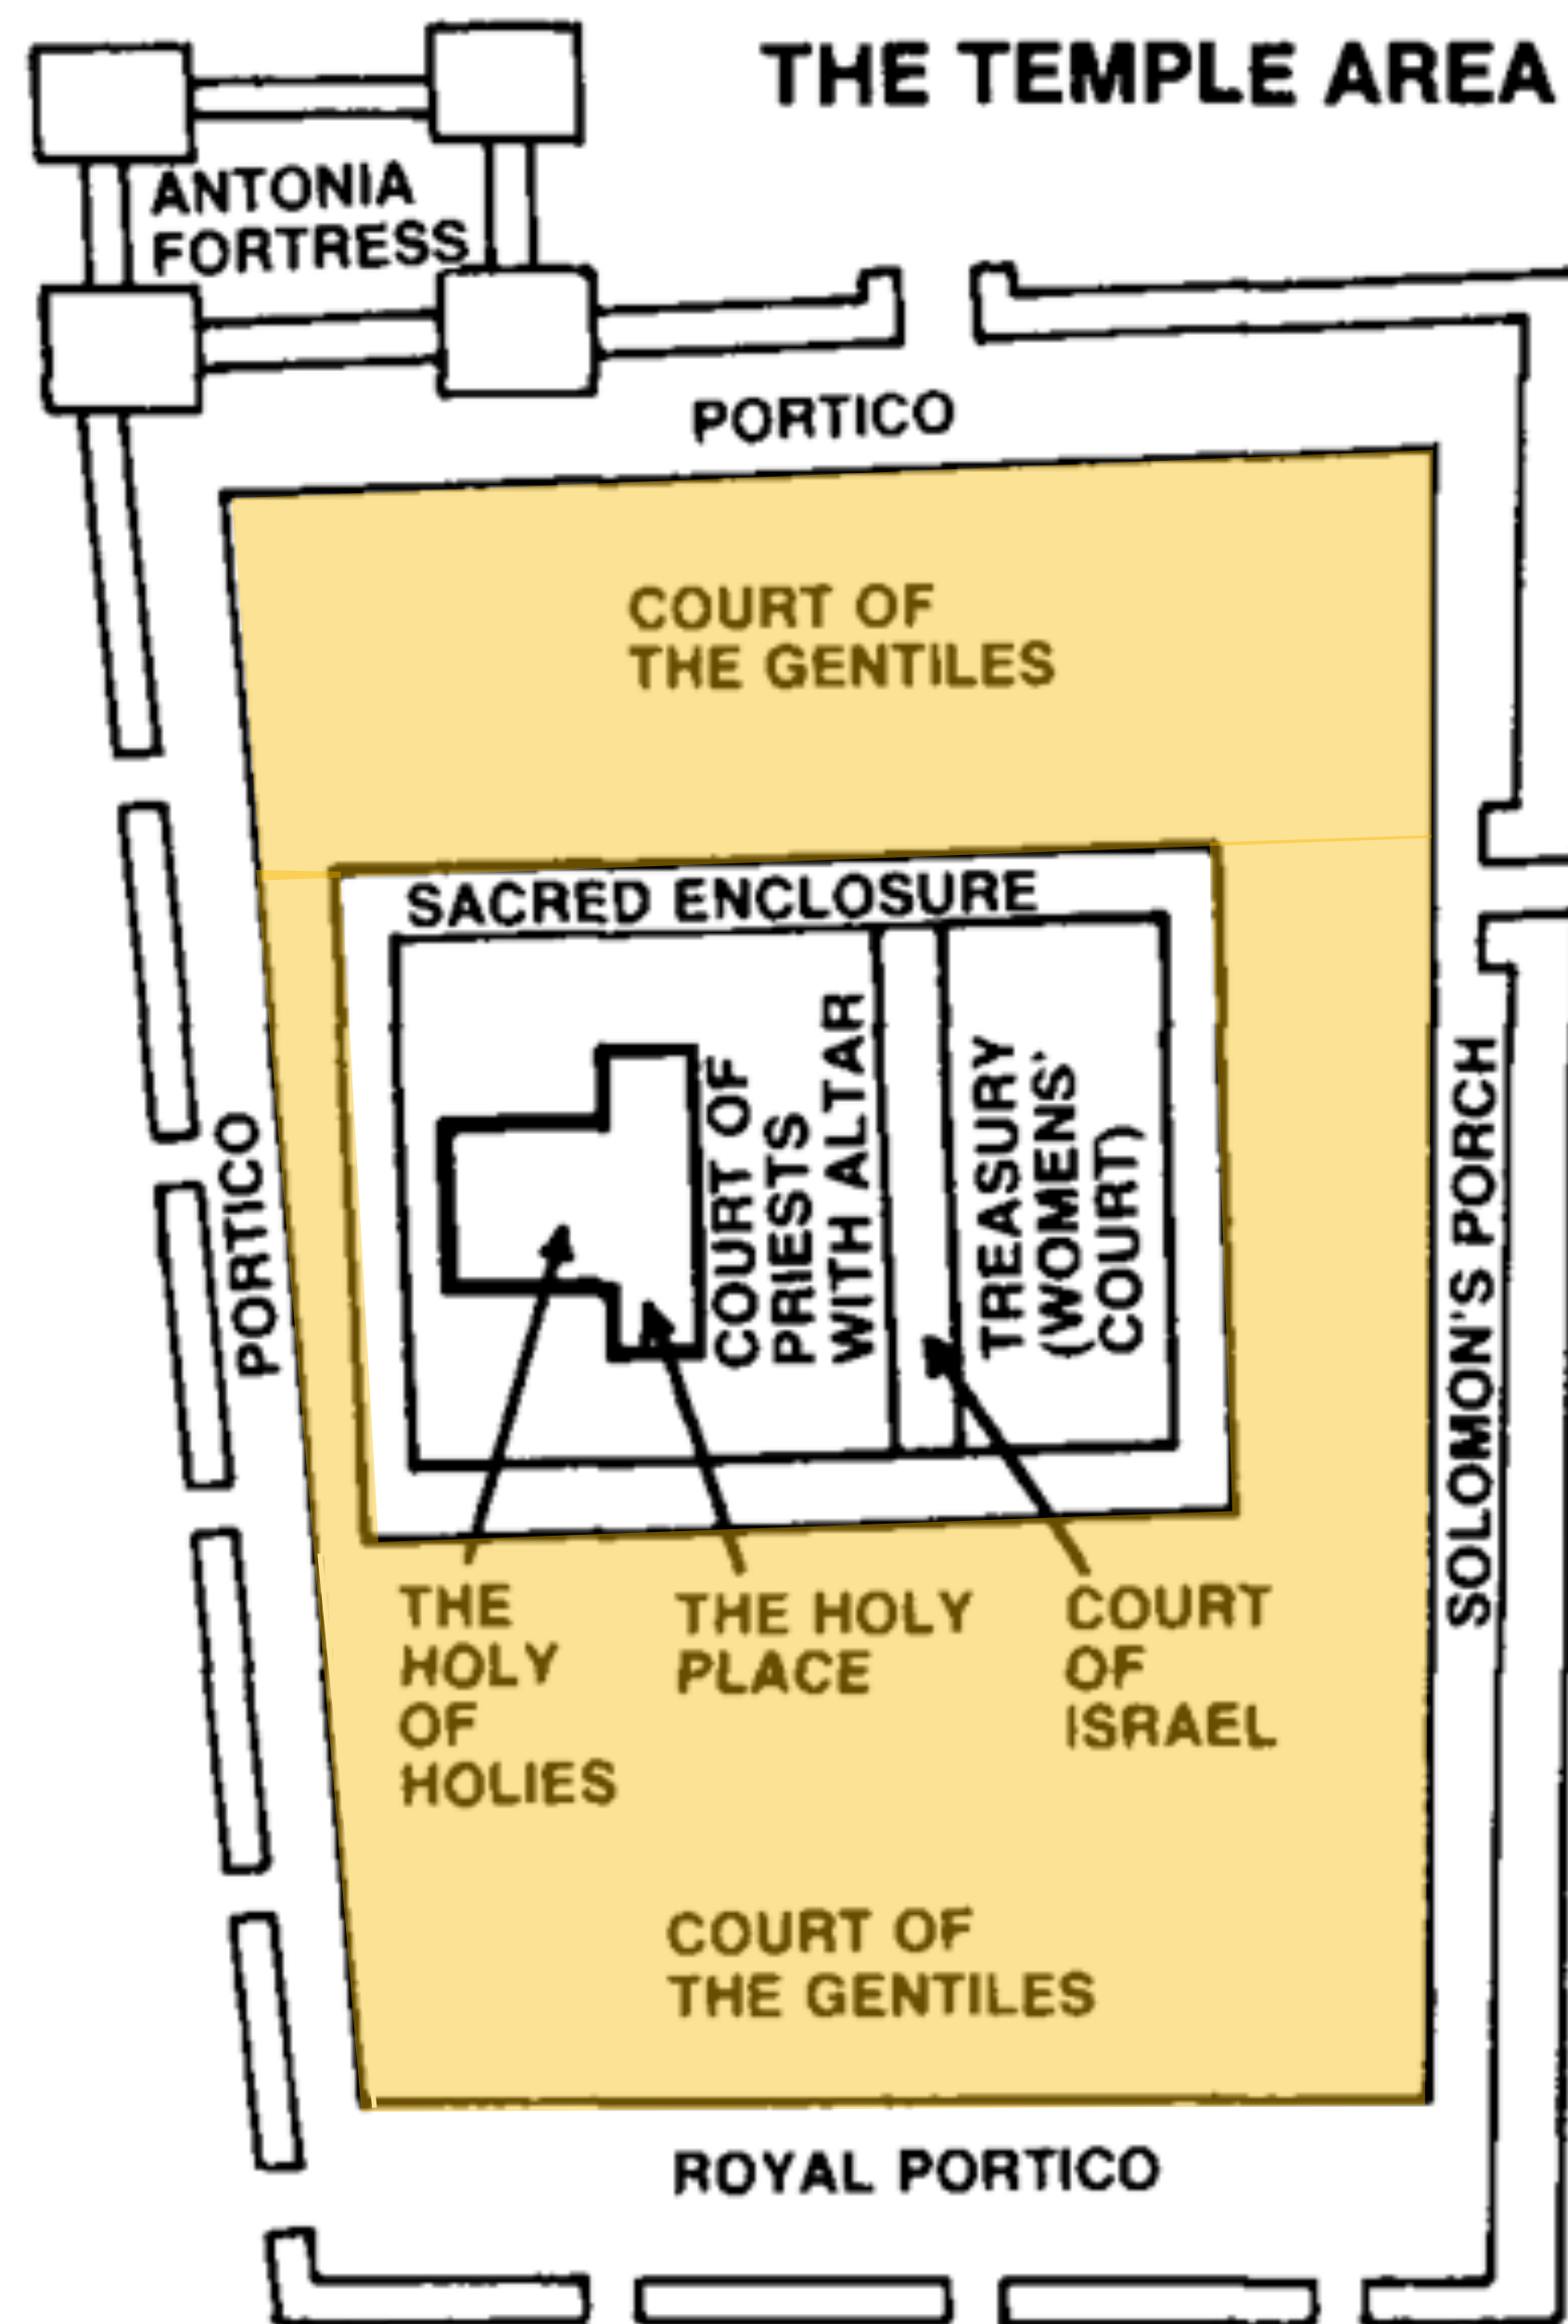 THE TEMPLE AREA
ANTONIA
FORTRESS
PORTICO
COURT OF
THE GENTILES
SACRED ENCLOSURE
COURT OF
PRIESTS
WITH ALTAR
TREASURY
(WOMENS'
COURT)
PORTICO
SOLOMON'S PORCH
THE
HOLY
OF
HOLIES
THE HOLY
PLACE
COURT
OF
ISRAEL
COURT OF
THE GENTILES
ROYAL PORTICO